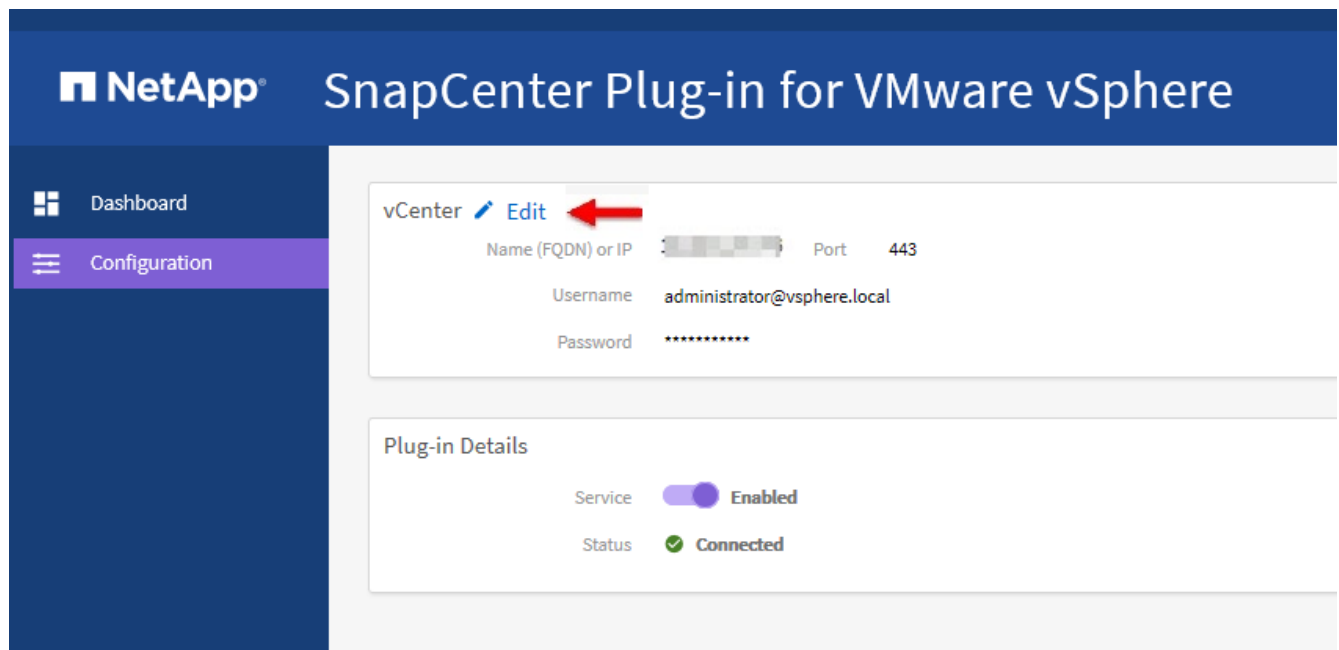 NetApp SnapCenter Plug-in for VMware vSphere
Dashboard
Configuration
vCenter Edit
Name (FQDN) or IP Port 443
Username administrator@vsphere.local
Password ***********
Plug-in Details
Service Enabled
Status Connected